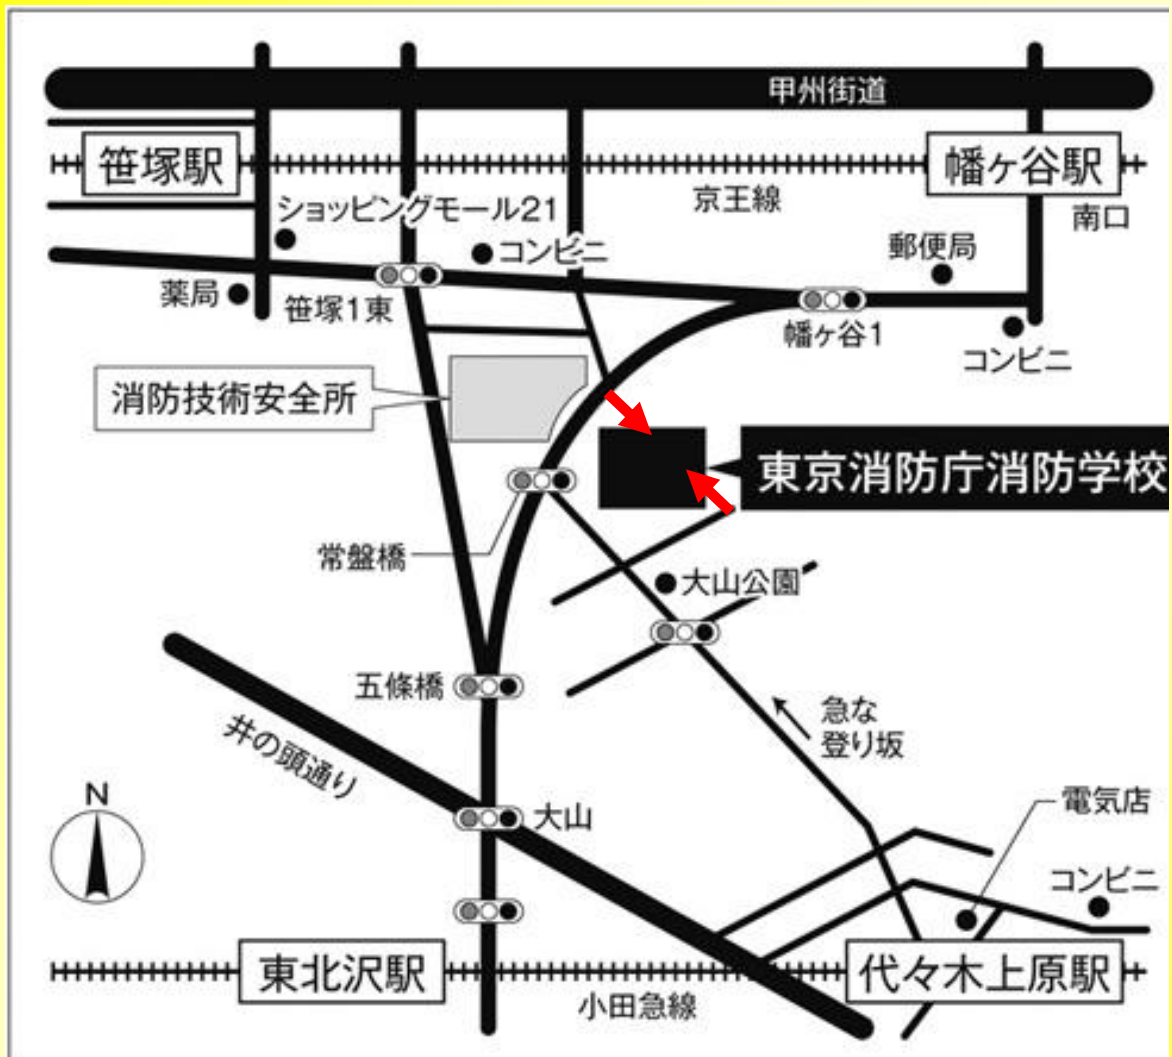 甲州街道
笹塚駅
幡ヶ谷駅
京王線
南口
ショッピングモール21
コンビニ
郵便局
薬局
笹塚1東
幡ヶ谷1
コンビニ
消防技術安全所
東京消防庁消防学校
常盤橋
大山公園
五條橋
急な
登り坂
井の頭通り
N
大山
電気店
コンビニ
東北沢駅
代々木上原駅
小田急線